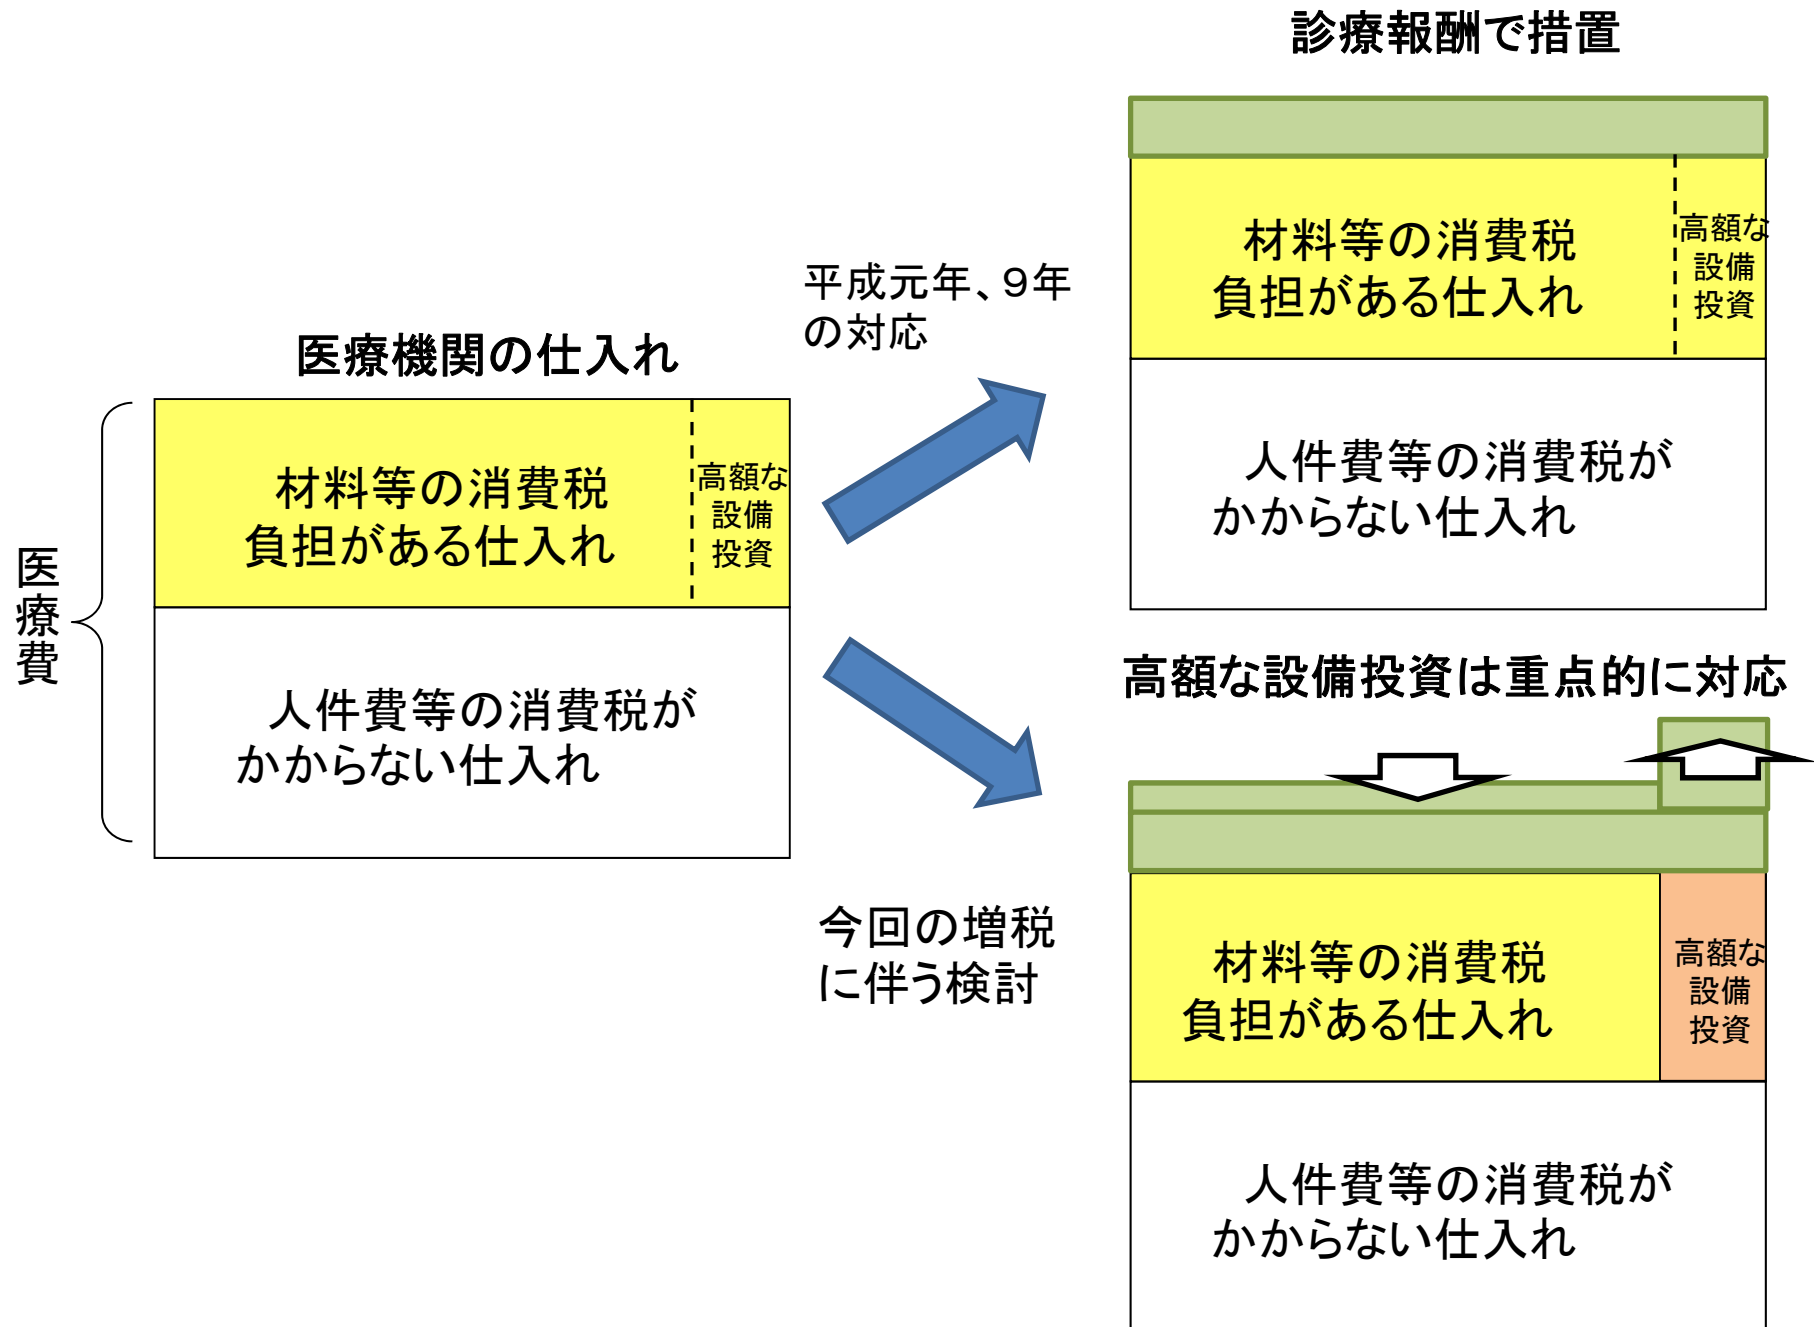 診療報酬で措置
材料等の消費税
負担がある仕入れ
高額な
設備
投資
人件費等の消費税が
かからない仕入れ
平成元年、９年
の対応
医療機関の仕入れ
材料等の消費税
負担がある仕入れ
高額な
設備
投資
人件費等の消費税が
かからない仕入れ
医療費
高額な設備投資は重点的に対応
今回の増税
に伴う検討
材料等の消費税
負担がある仕入れ
高額な
設備
投資
人件費等の消費税が
かからない仕入れ